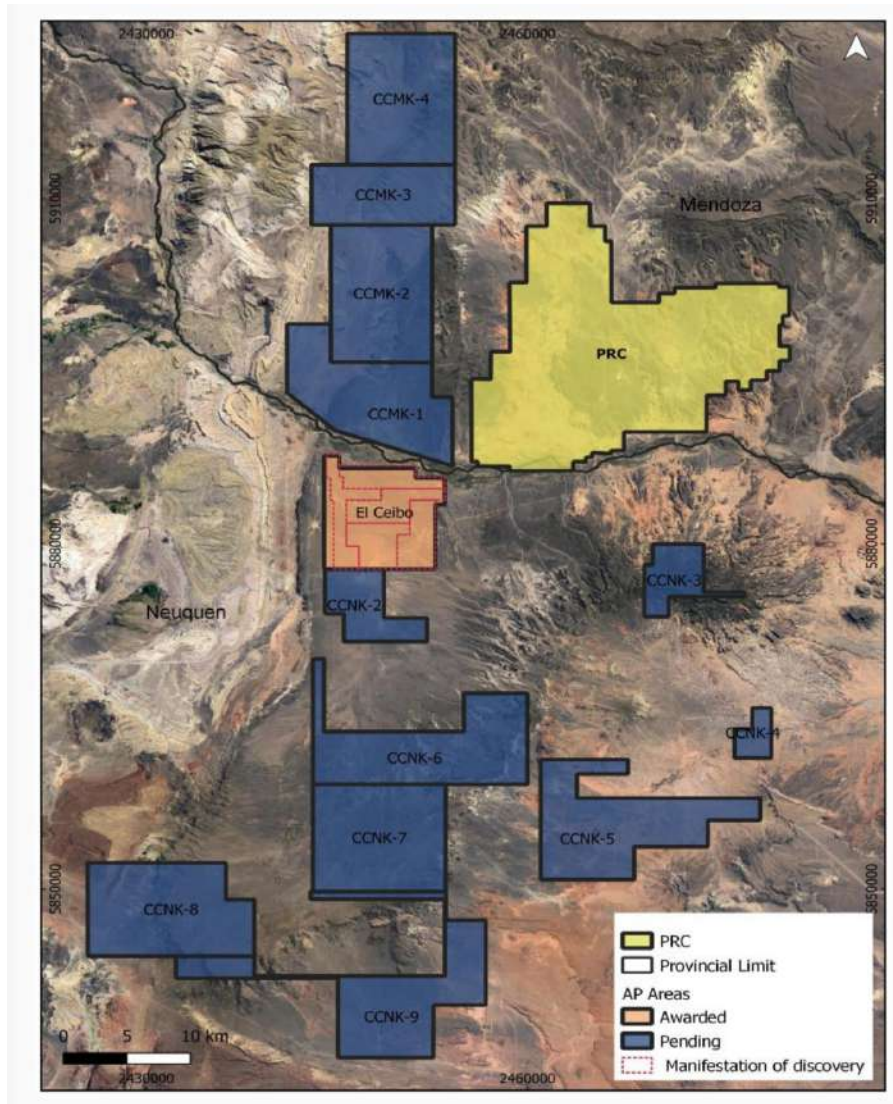 2430000
2460000
CCMK-4
CCMK-3
5910000
5910000
Mendoza
CCMK-2
PRC
CCMK-1
El Ceibo
5880000
5880000
CCNK-3
CCNK-2
Neuquen
CCNK-4
CCNK-6
CCNK-7
CCNK-5
5850000
5850000
CCNK-8
PRC
Provincial Limit
AP Areas
Awarded
Pending
Manifestation of discovery
CCNK-9
0 5 10 km
2430000
2460000